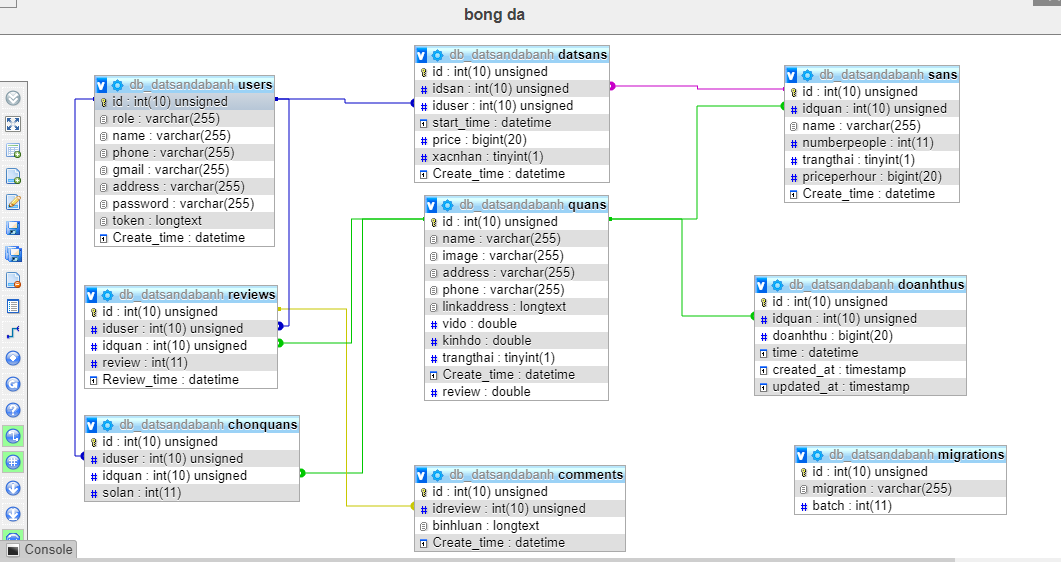 bong da
db_datsandabanh users
id : int(10) unsigned
role : varchar(255)
name : varchar(255)
phone : varchar(255)
gmail : varchar(255)
address : varchar(255)
password : varchar(255)
token : longtext
Create_time : datetime
db_datsandabanh datsans
id : int(10) unsigned
idsan : int(10) unsigned
iduser : int(10) unsigned
start_time : datetime
price : bigint(20)
xacnhan : tinyint(1)
Create_time : datetime
db_datsandabanh sans
id : int(10) unsigned
idquan : int(10) unsigned
name : varchar(255)
numberpeople : int(11)
trangthai : tinyint(1)
priceperhour : bigint(20)
Create_time : datetime
db_datsandabanh quans
id : int(10) unsigned
name : varchar(255)
image : varchar(255)
address : varchar(255)
phone : varchar(255)
linkaddress : longtext
vido : double
kinhdo : double
trangthai : tinyint(1)
Create_time : datetime
review : double
db_datsandabanh reviews
id : int(10) unsigned
iduser : int(10) unsigned
idquan : int(10) unsigned
review : int(11)
Review_time : datetime
db_datsandabanh doanhthus
id : int(10) unsigned
idquan : int(10) unsigned
doanhthu : bigint(20)
time : datetime
created_at : timestamp
updated_at : timestamp
db_datsandabanh chonquans
id : int(10) unsigned
iduser : int(10) unsigned
idquan : int(10) unsigned
solan : int(11)
db_datsandabanh comments
id : int(10) unsigned
idreview : int(10) unsigned
binhluan : longtext
Create_time : datetime
db_datsandabanh migrations
id : int(10) unsigned
migration : varchar(255)
batch : int(11)
Console